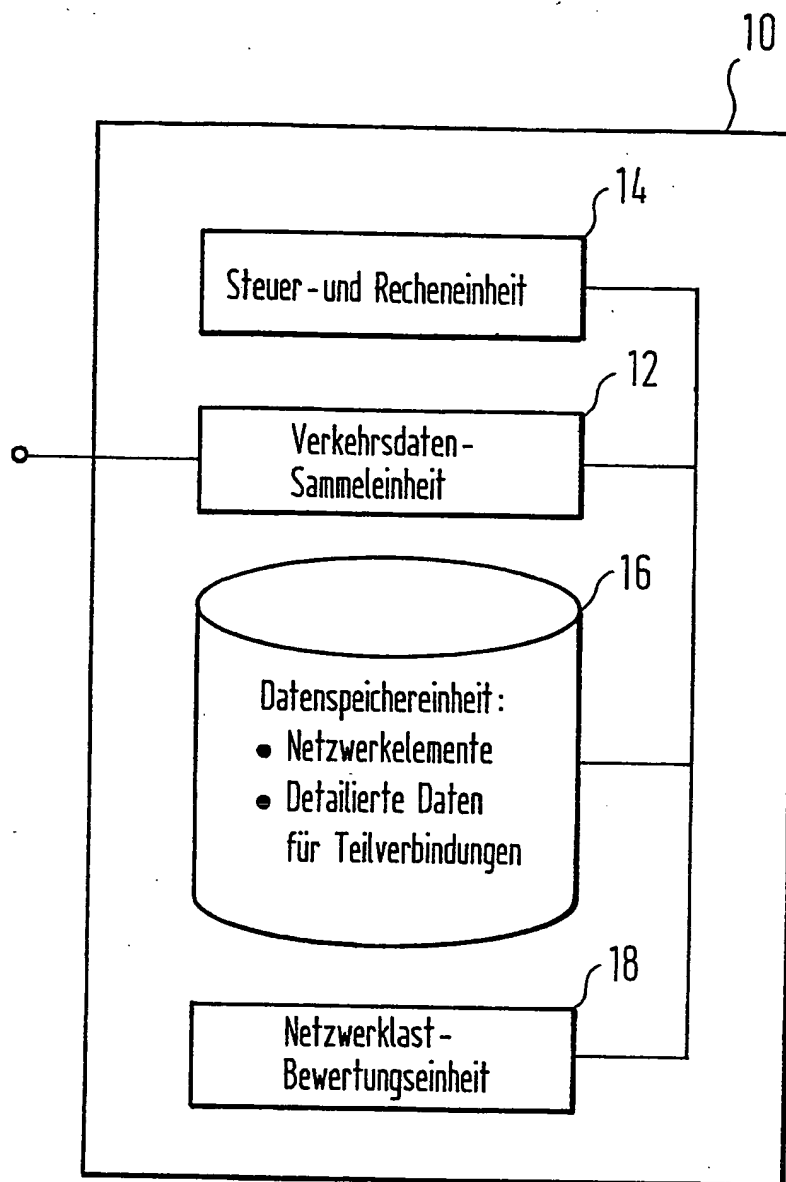 10
14
Steuer- und Recheneinheit
12
Verkehrsdaten-
Sammeleinheit
16
Datenspeichereinheit:
• Netzwerkelemente
• Detailierte Daten
für Teilverbindungen
18
Netzwerklast-
Bewertungseinheit